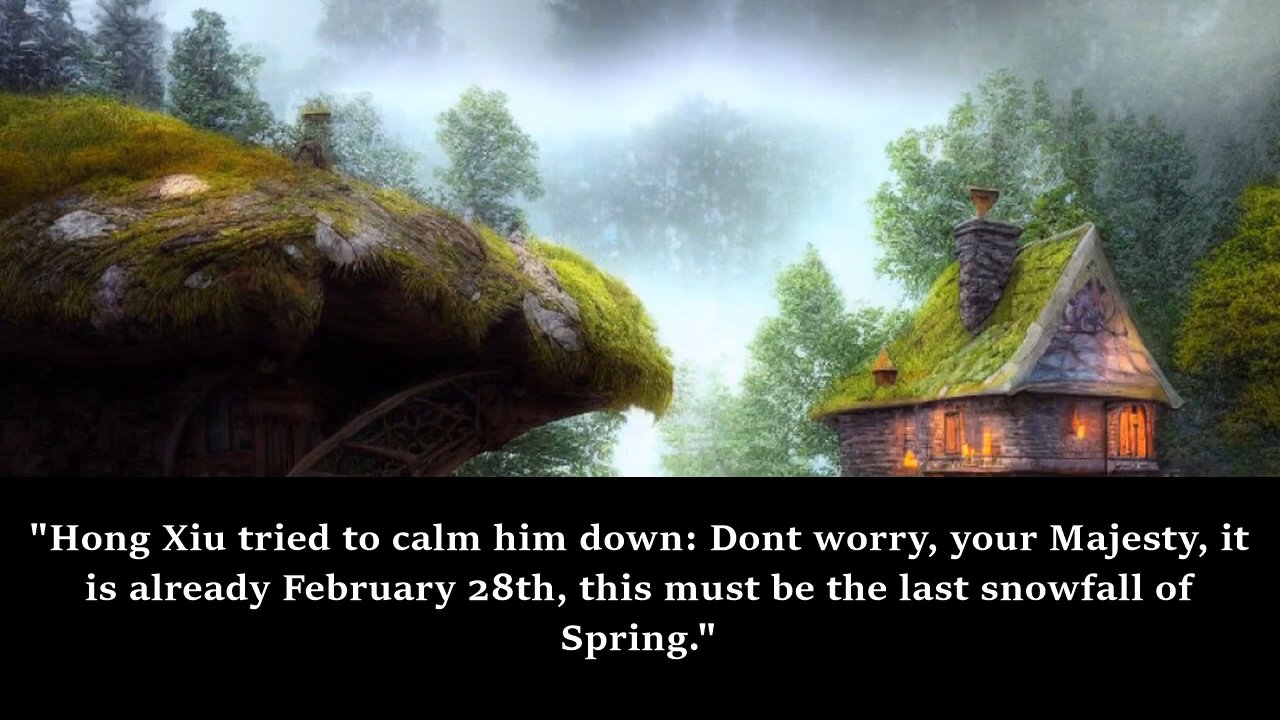 "Hong Xiu tried to calm him down: Dont worry, your Majesty, it
is already February 28th, this must be the last snowfall of
Spring."